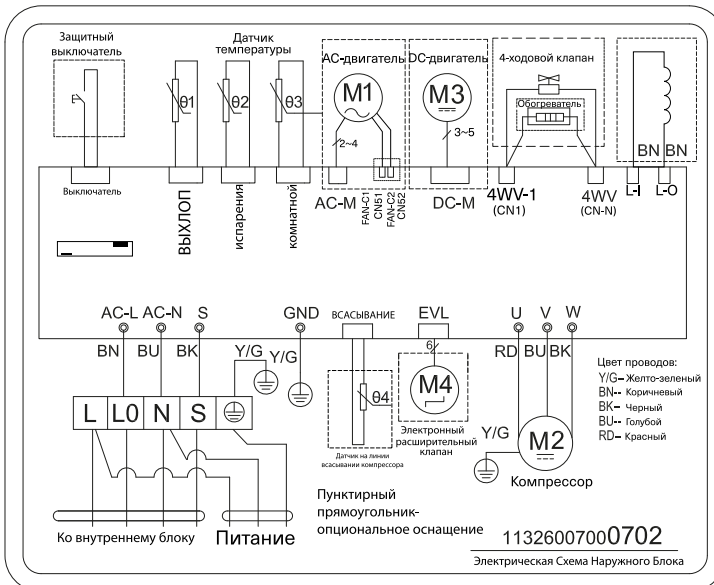 Защитный
выключатель
Датчик
температуры
θ1
θ2
θ3
AC-двигатель
M1
2~4
DC-двигатель
M3
3~5
4-ходовой клапан
Обогреватель
BN BN
Выключатель
ВЫХЛОП
испарения
комнатной
AC-M
FAN-C1
CN51
FAN-C2
CN52
DC-M
4WV-1
(CN1)
4WV
(CN-N)
L-I
L-O
AC-L AC-N S
GND
ВСАСЫВАНИЕ
EVL
U V W
BN BU BK Y/G Y/G
6
RD BU BK
L L0 N S
θ4
M4
Датчик на линии
всасывании компрессора
Электронный
расширительный
клапан
Y/G
M2
Компрессор
Цвет проводов:
Y/G– Желто-зеленый
BN-- Коричневый
BK– Черный
BU-- Голубой
RD– Красный
Ко внутреннему блоку
Питание
Пунктирный
прямоугольник-
опциональное оснащение
11326007000702
Электрическая Схема Наружного Блока